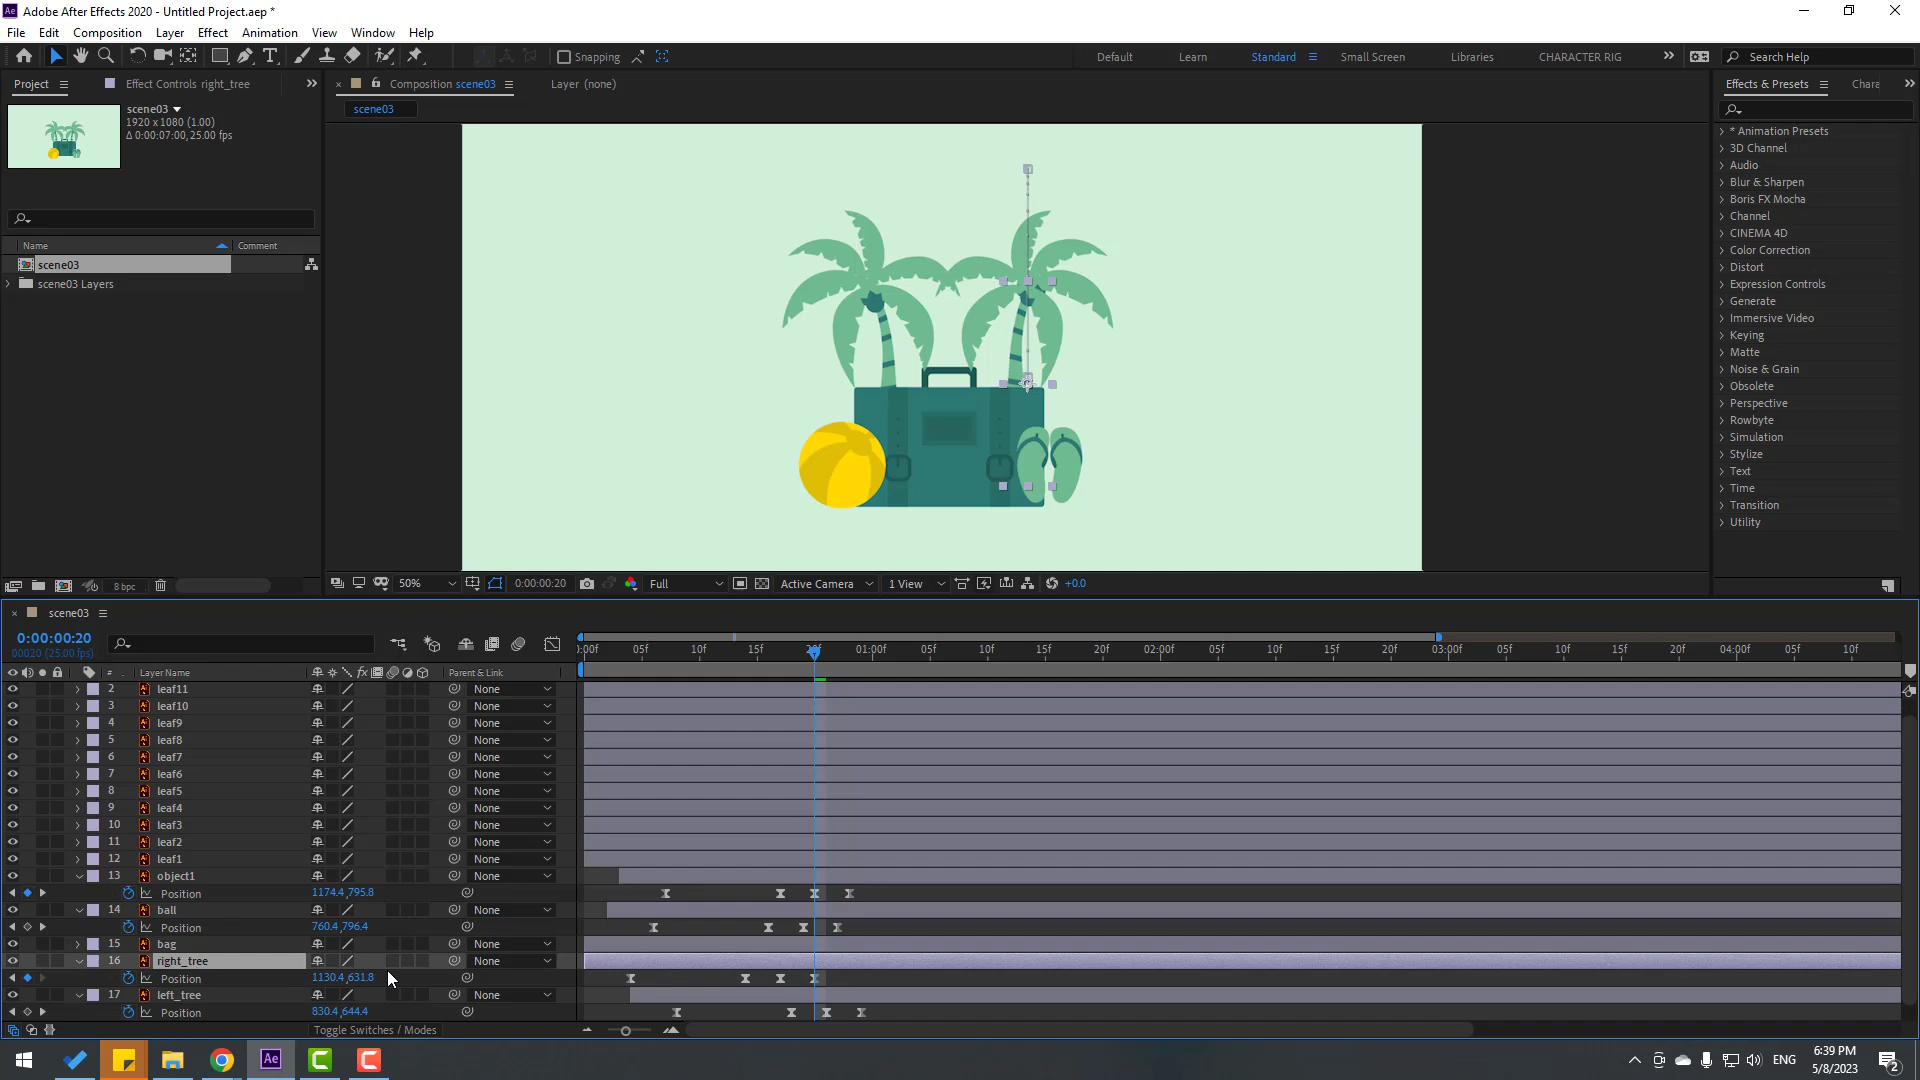 Adobe After Effects 2020 - Untitled Project.aep *
File Edit Composition Layer Effect Animation View Window Help
Snapping Default Learn Standard Small Screen Libraries CHARACTER RIG Search Help
Project Effect Controls right_tree Composition scene03 Layer (none) Effects & Presets Chara
scene03
1920 x 1080 (1.00)
Δ 0:00:07:00, 25.00 fps
scene03
Name Comment
scene03
scene03 Layers
* Animation Presets
3D Channel
Audio
Blur & Sharpen
Boris FX Mocha
Channel
CINEMA 4D
Color Correction
Distort
Expression Controls
Generate
Immersive Video
Keying
Matte
Noise & Grain
Obsolete
Perspective
Rowbyte
Simulation
Stylize
Text
Time
Transition
Utility
8 bpc 50% 0:00:00:20 Full Active Camera 1 View +0.0
scene03
0:00:00:20
00020 (25.00 fps)
:00f 05f 10f 15f 20f 01:00f 05f 10f 15f 20f 02:00f 05f 10f 15f 20f 03:00f 05f 10f 15f 20f 04:00f 05f 10f
# Layer Name fx Parent & Link
2 leaf11 None
3 leaf10 None
4 leaf9 None
5 leaf8 None
6 leaf7 None
7 leaf6 None
8 leaf5 None
9 leaf4 None
10 leaf3 None
11 leaf2 None
12 leaf1 None
13 object1 None
Position 1174.4,795.8
14 ball None
Position 760.4,796.4
15 bag None
16 right_tree None
Position 1130.4,631.8
17 left_tree None
Position 830.4,644.4
Toggle Switches / Modes
ENG 6:39 PM
5/8/2023
2